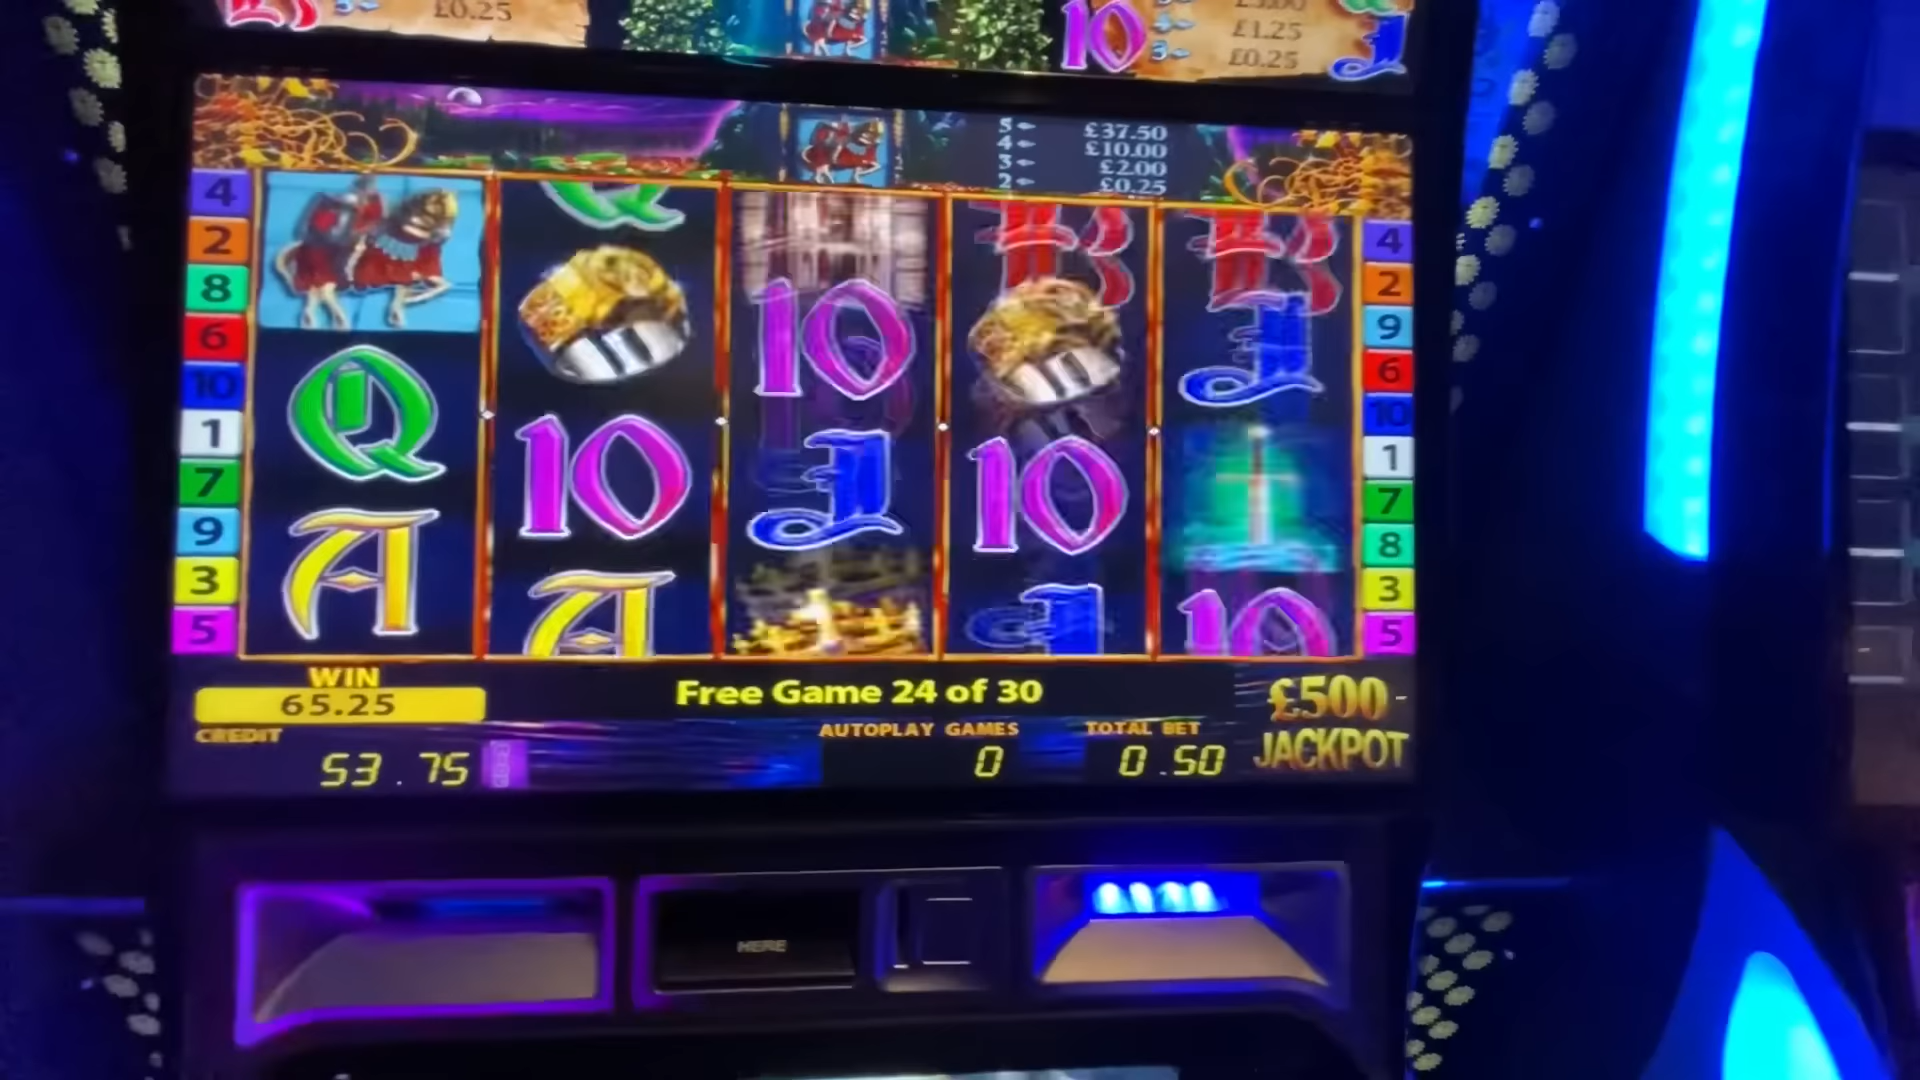 £0.25
10
£1.25
£0.25
J
5
£37.50
4
£10.00
3
£2.00
2
£0.25
4
2
8
6
10
1
7
9
3
5
Q
A
Q
10
A
10
J
10
J
J
10
4
2
9
6
10
1
7
8
3
5
WIN
65.25
Free Game 24 of 30
£500
JACKPOT
CREDIT
53.75
AUTOPLAY GAMES
0
TOTAL BET
0.50
HERE